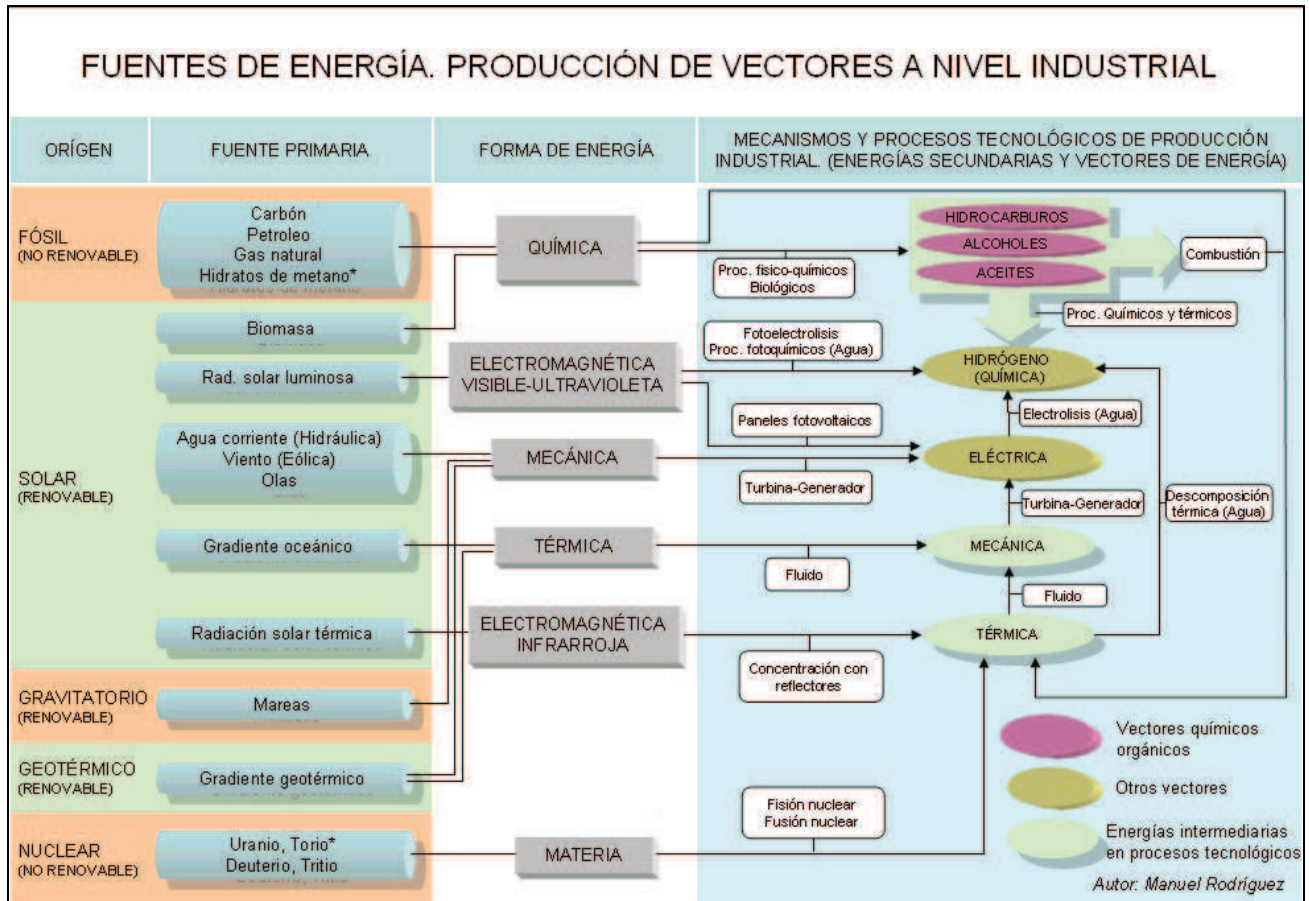 FUENTES DE ENERGÍA. PRODUCCIÓN DE VECTORES A NIVEL INDUSTRIAL
ORÍGEN
FUENTE PRIMARIA
FORMA DE ENERGÍA
MECANISMOS Y PROCESOS TECNOLÓGICOS DE PRODUCCIÓN
INDUSTRIAL. (ENERGÍAS SECUNDARIAS Y VECTORES DE ENERGÍA)
FÓSIL
(NO RENOVABLE)
Carbón
Petroleo
Gas natural
Hidratos de metano*
QUÍMICA
Proc. físico-químicos
Biológicos
HIDROCARBUROS
ALCOHOLES
ACEITES
Combustión
Proc. Químicos y térmicos
SOLAR
(RENOVABLE)
Biomasa
Rad. solar luminosa
ELECTROMAGNÉTICA
VISIBLE-ULTRAVIOLETA
Fotoelectrolisis
Proc. fotoquímicos (Agua)
HIDRÓGENO
(QUÍMICA)
Paneles fotovoltaicos
Electrolisis (Agua)
Agua corriente (Hidráulica)
Viento (Eólica)
Olas
MECÁNICA
Turbina-Generador
ELÉCTRICA
Turbina-Generador
Descomposición
térmica (Agua)
Gradiente oceánico
TÉRMICA
Fluido
MECÁNICA
Fluido
Radiación solar térmica
ELECTROMAGNÉTICA
INFRARROJA
Concentración con
reflectores
TÉRMICA
GRAVITATORIO
(RENOVABLE)
Mareas
GEOTÉRMICO
(RENOVABLE)
Gradiente geotérmico
NUCLEAR
(NO RENOVABLE)
Uranio, Torio*
Deuterio, Tritio
MATERIA
Fisión nuclear
Fusión nuclear
Vectores químicos
orgánicos
Otros vectores
Energías intermediarias
en procesos tecnológicos
Autor: Manuel Rodríguez